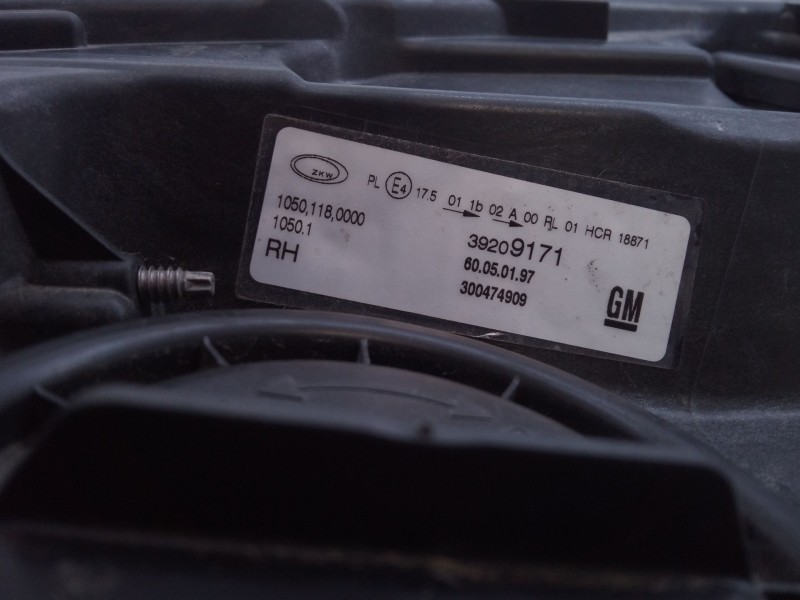 ZKW
PL E4 17.5 01 1b 02 A 00 RL 01 HCR 18871
1050,118,0000
1050.1
RH
39209171
60.05.01.97
300474909
GM